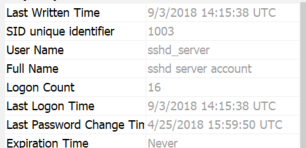 Last Written Time 9/3/2018 14:15:38 UTC
SID unique identifier 1003
User Name sshd_server
Full Name sshd server account
Logon Count 16
Last Logon Time 9/3/2018 14:15:38 UTC
Last Password Change Tim 4/25/2018 15:59:50 UTC
Expiration Time Never